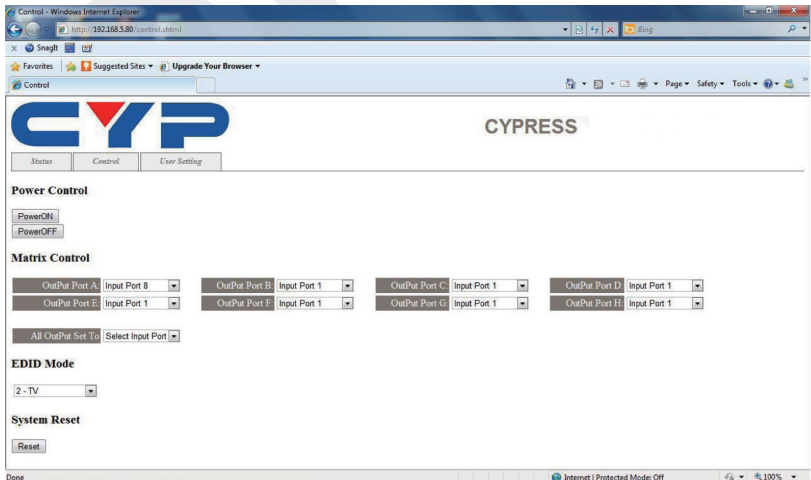 Control - Windows Internet Explorer
http://192.168.5.80/control.shtml
Bing
x SnagIt
Favorites Suggested Sites Upgrade Your Browser
Control
Page Safety Tools
CYP
CYPRESS
Status Control User Setting
Power Control
PowerON
PowerOFF
Matrix Control
OutPut Port A: Input Port 8 OutPut Port B: Input Port 1 OutPut Port C: Input Port 1 OutPut Port D: Input Port 1
OutPut Port E: Input Port 1 OutPut Port F: Input Port 1 OutPut Port G: Input Port 1 OutPut Port H: Input Port 1
All OutPut Set To Select Input Port
EDID Mode
2 - TV
System Reset
Reset
Done Internet | Protected Mode: Off 100%